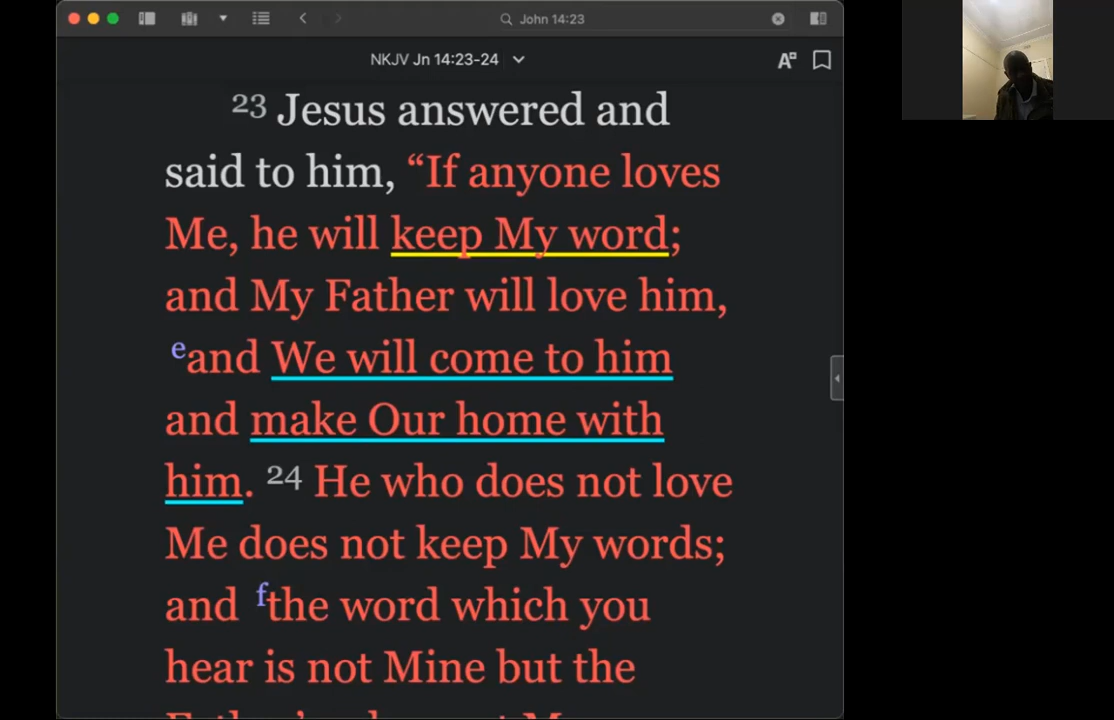 John 14:23
NKJV Jn 14:23-24
A
23 Jesus answered and
said to him, “If anyone loves
Me, he will keep My word;
and My Father will love him,
eand We will come to him
and make Our home with
him. 24 He who does not love
Me does not keep My words;
and fthe word which you
hear is not Mine but the